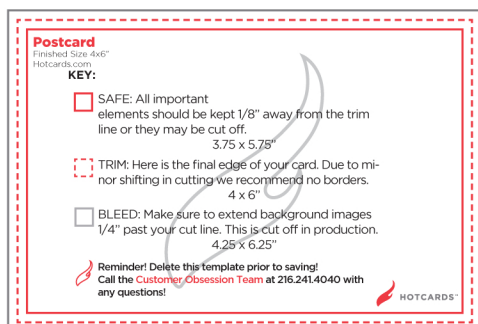 Postcard
Finished Size 4x6”
Hotcards.com
KEY:
SAFE: All important
elements should be kept 1/8” away from the trim
line or they may be cut off.
3.75 x 5.75”
TRIM: Here is the final edge of your card. Due to mi-
nor shifting in cutting we recommend no borders.
4 x 6”
BLEED: Make sure to extend background images
1/4” past your cut line. This is cut off in production.
4.25 x 6.25”
Reminder! Delete this template prior to saving!
Call the Customer Obsession Team at 216.241.4040 with
any questions!
HOTCARDS™